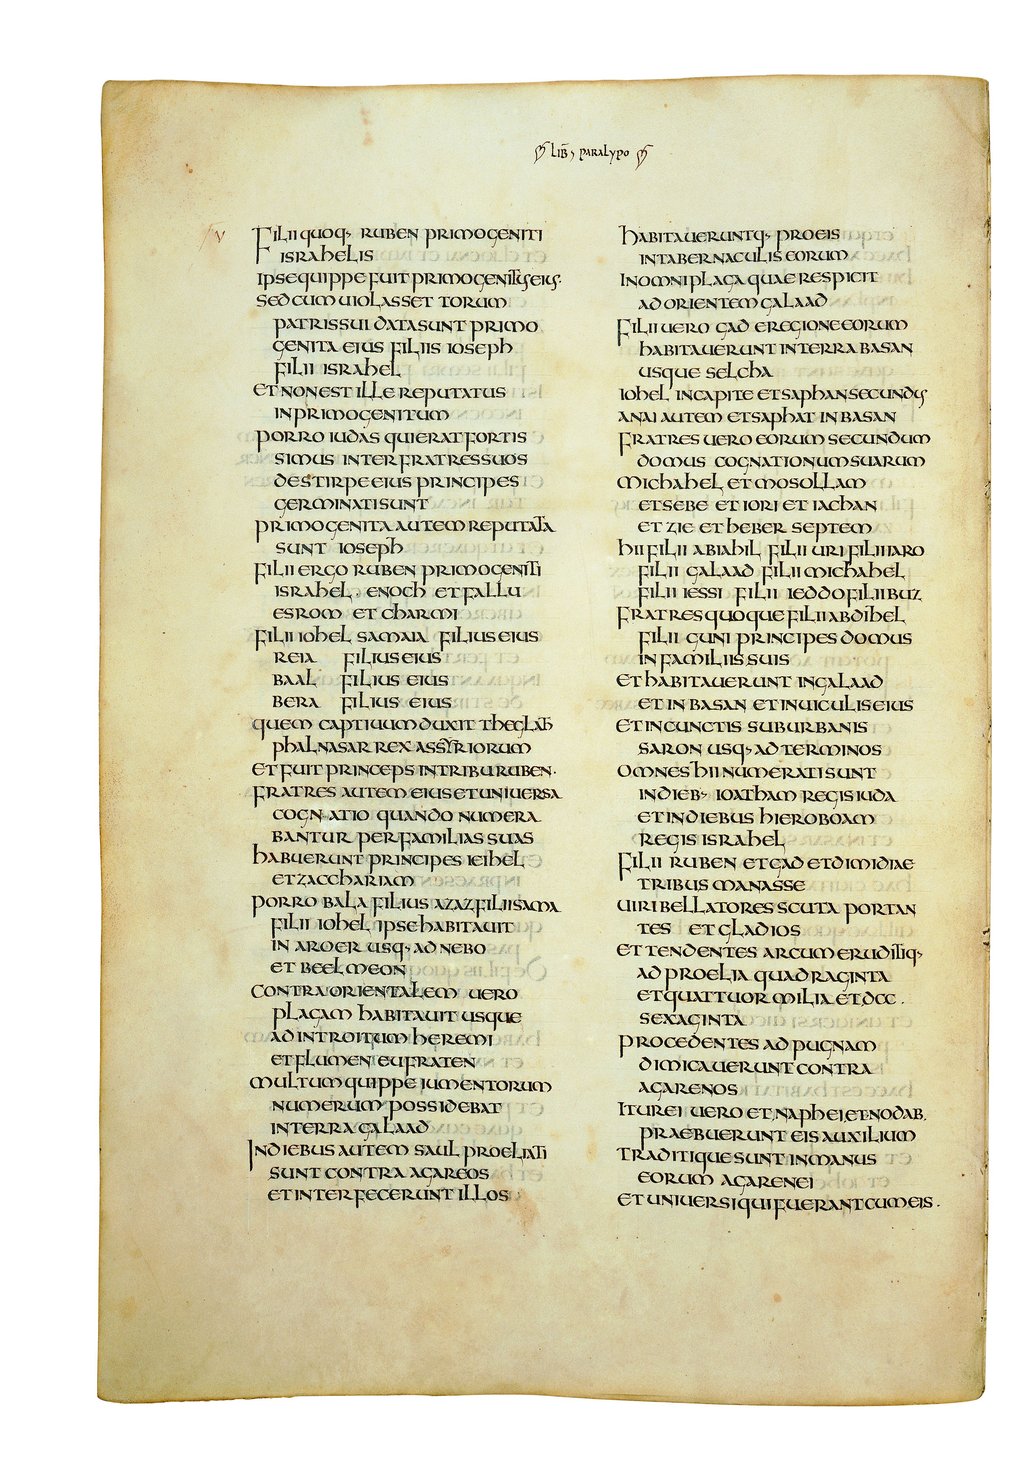 LIB, PARALYPO
V
FILII QUOQ, RUBEN PRIMOGENITI
ISRAHELIS
IPSE QUIPPE FUIT PRIMOGENITUS EIUS.
SED CUM UIOLASSET TORUM
PATRIS SUI DATA SUNT PRIMO
GENITA EIUS FILIIS IOSEPH
FILII ISRAHEL
ET NON EST ILLE REPUTATUS
IN PRIMOGENITUM
PORRO IUDAS QUI ERAT FORTIS
SIMUS INTER FRATRES SUOS
DE STIRPE EIUS PRINCIPES
GERMINATI SUNT
PRIMOGENITA AUTEM REPUTATA
SUNT IOSEPH
FILII ERGO RUBEN PRIMOGENITI
ISRAHEL . ENOCH ET FALLU
ESROM ET CHARMI
FILII IOHEL SAMAIA FILIUS EIUS
REIA FILIUS EIUS
BAAL FILIUS EIUS
BERA FILIUS EIUS
QUEM CAPTIUUM DUXIT THEGLATH
PHALNASAR REX ASSYRIORUM
ET FUIT PRINCEPS IN TRIBU RUBEN.
FRATRES AUTEM EIUS ET UNIUERSA
COGNATIO QUANDO NUMERA
BANTUR PER FAMILIAS SUAS
HABUERUNT PRINCIPES IEIHEL
ET ZACCHARIAM
PORRO BALA FILIUS AZAZ FILII SAMA
FILII IOHEL IPSE HABITAUIT
IN AROER USQ, AD NEBO
ET BEELMEON
CONTRA ORIENTALEM UERO
PLAGAM HABITAUIT USQUE
AD INTROITUM HEREMI
ET FLUMEN EUFRATEN
MULTUM QUIPPE IUMENTORUM
NUMERUM POSSIDEBAT
IN TERRA GALAAD
IN DIEBUS AUTEM SAUL PROELIATI
SUNT CONTRA AGAREOS
ET INTERFECERUNT ILLOS
HABITAUERUNTQ, PRO EIS
IN TABERNACULIS EORUM
IN OMNI PLAGA QUAE RESPICIT
AD ORIENTEM GALAAD
FILII UERO GAD E REGIONE EORUM
HABITAUERUNT IN TERRA BASAN
USQUE SELCHA
IOHEL IN CAPITE ET SAPHAN SECUNDUS
ANAI AUTEM ET SAPHAT IN BASAN
FRATRES UERO EORUM SECUNDUM
DOMUS COGNATIONUM SUARUM
MICHAHEL ET MOSOLLAM
ET SEBE ET IORI ET IACHAN
ET ZIE ET HEBER SEPTEM
HII FILII ABIAHIL FILII URI FILII IARO
FILII GALAAD FILII MICHAHEL
FILII IESSI FILII IEDDO FILII BUZ
FRATRES QUOQUE FILII ABDIHEL
FILII GUNI PRINCIPES DOMUS
IN FAMILIIS SUIS
ET HABITAUERUNT IN GALAAD
ET IN BASAN ET IN UICULIS EIUS
ET IN CUNCTIS SUBURBANIS
SARON USQ, AD TERMINOS
OMNES HII NUMERATI SUNT
IN DIEB, IOATHAM REGIS IUDA
ET IN DIEBUS HIEROBOAM
REGIS ISRAHEL
FILII RUBEN ET GAD ET DIMIDIAE
TRIBUS MANASSE
UIRI BELLATORES SCUTA PORTAN
TES ET GLADIOS
ET TENDENTES ARCUM ERUDITIQ,
AD PROELIA QUADRAGINTA
ET QUATTUOR MILIA ET DCC .
SEXAGINTA
PROCEDENTES AD PUGNAM
DIMICAUERUNT CONTRA
AGARENOS
ITUREI UERO ET NAPHEI ET NODAB.
PRAEBUERUNT EIS AUXILIUM
TRADITIQUE SUNT IN MANUS
EORUM AGARENEI
ET UNIUERSI QUI FUERANT CUM EIS .